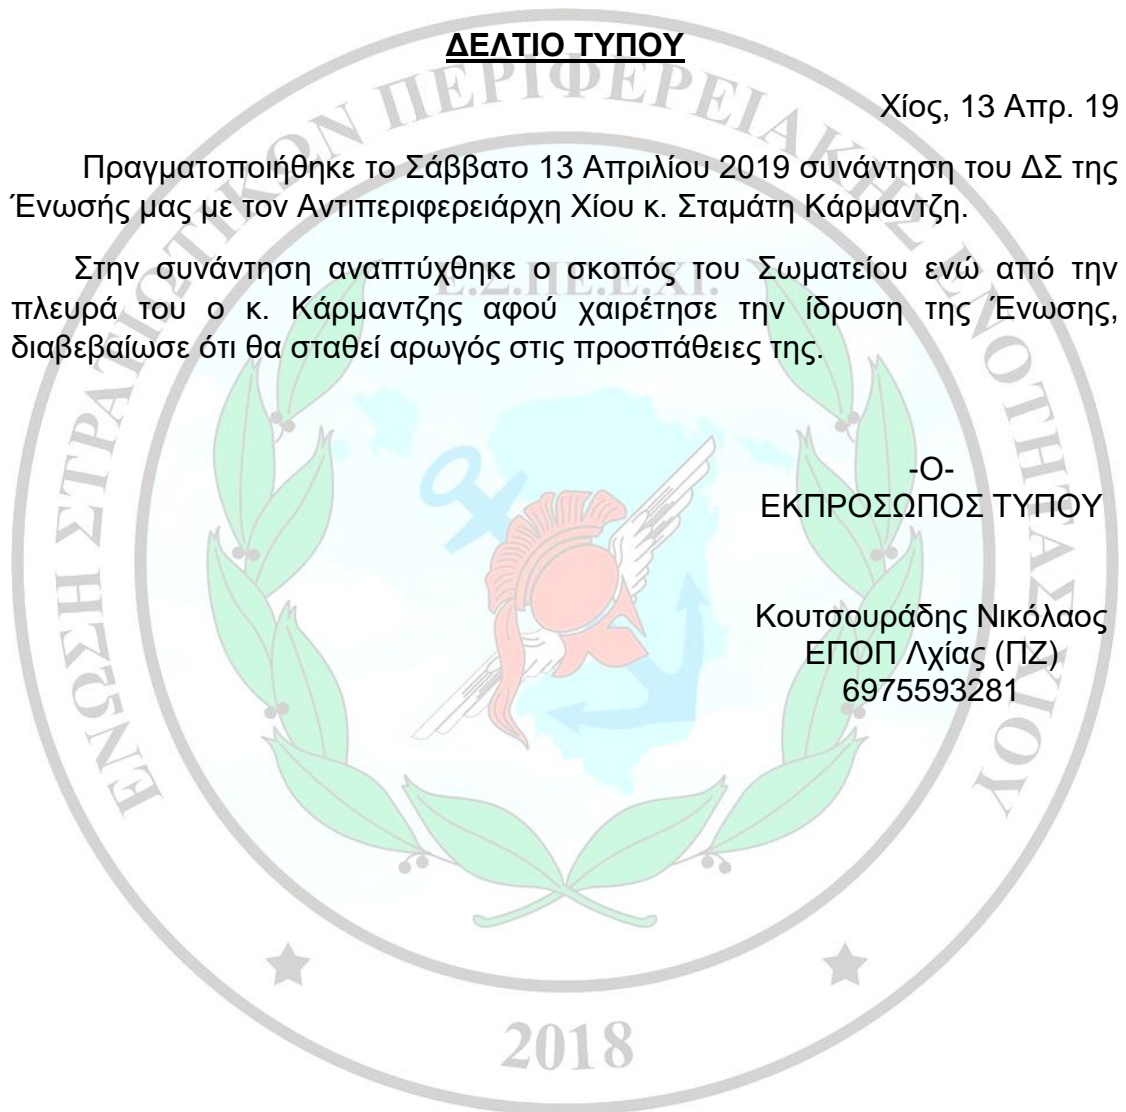 ΔΕΛΤΙΟ ΤΥΠΟΥ
Χίος, 13 Απρ. 19
Πραγματοποιήθηκε το Σάββατο 13 Απριλίου 2019 συνάντηση του ΔΣ της
Ένωσής μας με τον Αντιπεριφερειάρχη Χίου κ. Σταμάτη Κάρμαντζη.
Στην συνάντηση αναπτύχθηκε ο σκοπός του Σωματείου ενώ από την
πλευρά του ο κ. Κάρμαντζης αφού χαιρέτησε την ίδρυση της Ένωσης,
διαβεβαίωσε ότι θα σταθεί αρωγός στις προσπάθειες της.
-Ο-
ΕΚΠΡΟΣΩΠΟΣ ΤΥΠΟΥ
Κουτσουράδης Νικόλαος
ΕΠΟΠ Λχίας (ΠΖ)
6975593281
ΕΝΩΣΗ ΣΤΡΑΤΙΩΤΙΚΩΝ ΠΕΡΙΦΕΡΕΙΑΚΗΣ ΕΝΟΤΗΤΑΣ ΧΙΟΥ
Ε.Σ.ΠΕ.Ε.ΧΙ.
2018